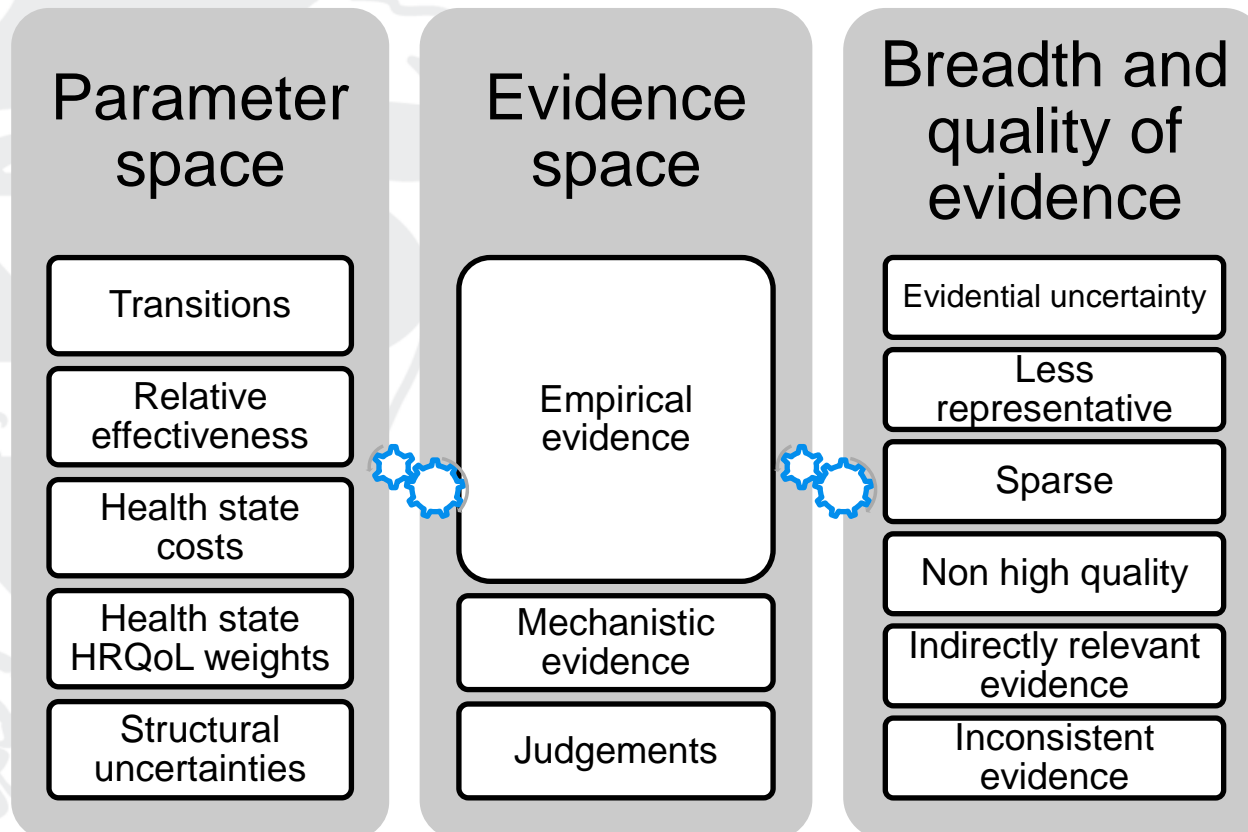 Parameter
space
Transitions
Relative
effectiveness
Health state
costs
Health state
HRQoL weights
Structural
uncertainties
Evidence
space
Empirical
evidence
Mechanistic
evidence
Judgements
Breadth and
quality of
evidence
Evidential uncertainty
Less
representative
Sparse
Non high quality
Indirectly relevant
evidence
Inconsistent
evidence